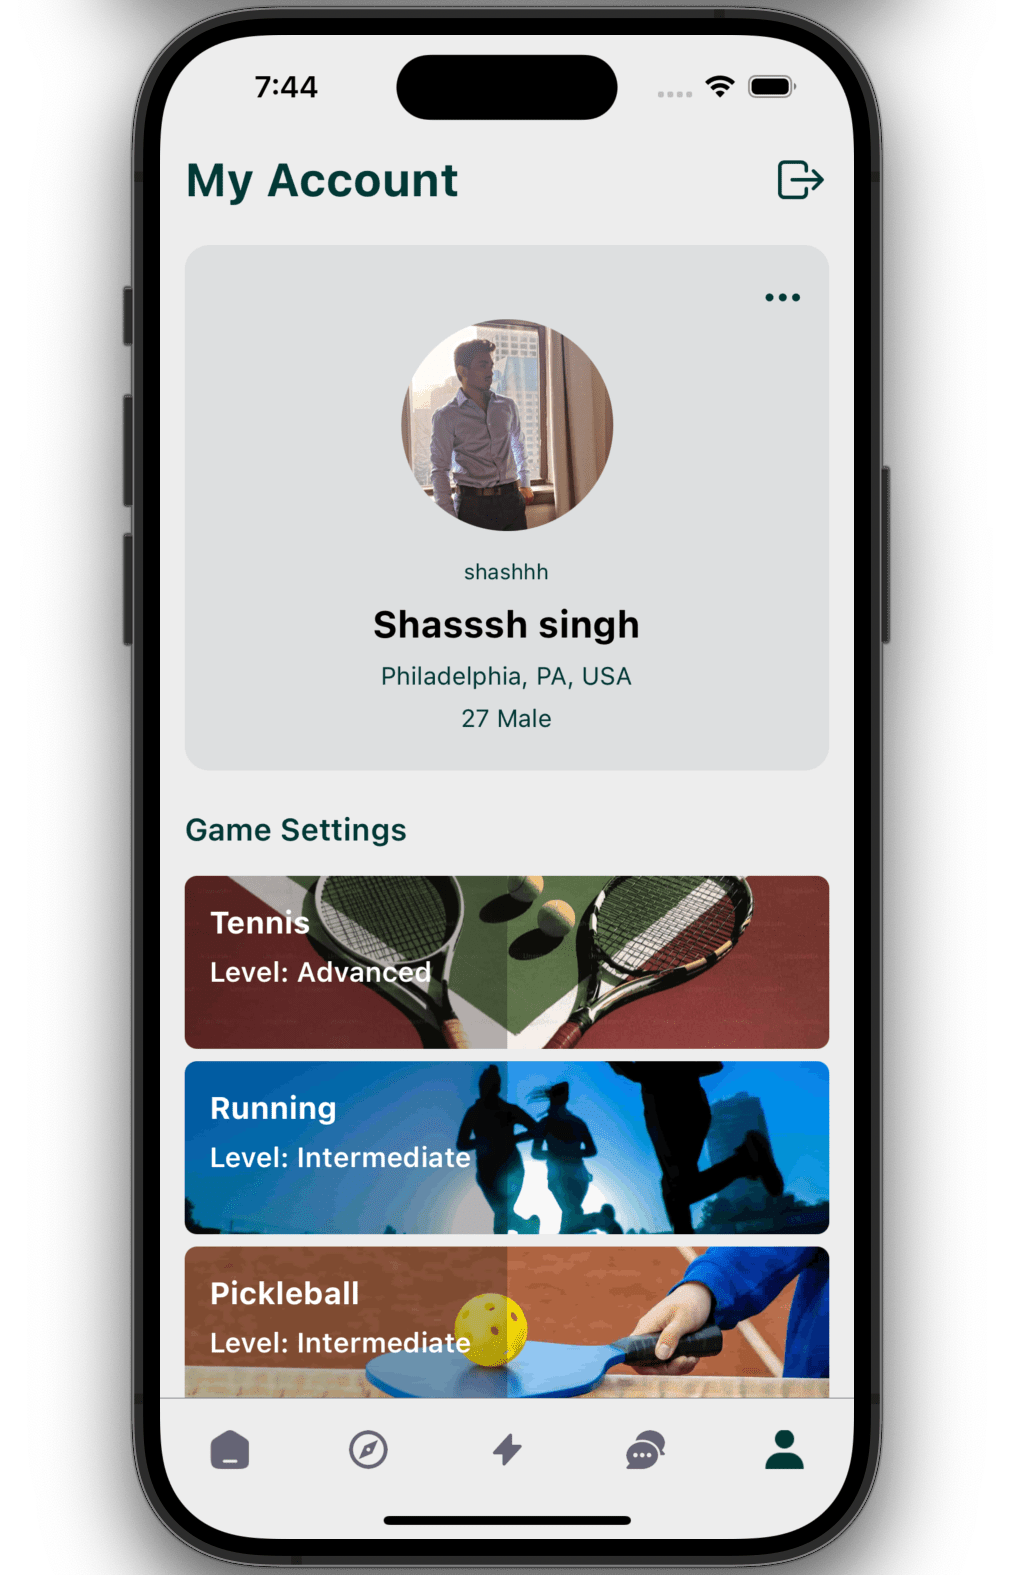 7:44
My Account
shashhh
Shasssh singh
Philadelphia, PA, USA
27 Male
Game Settings
Tennis
Level: Advanced
Running
Level: Intermediate
Pickleball
Level: Intermediate